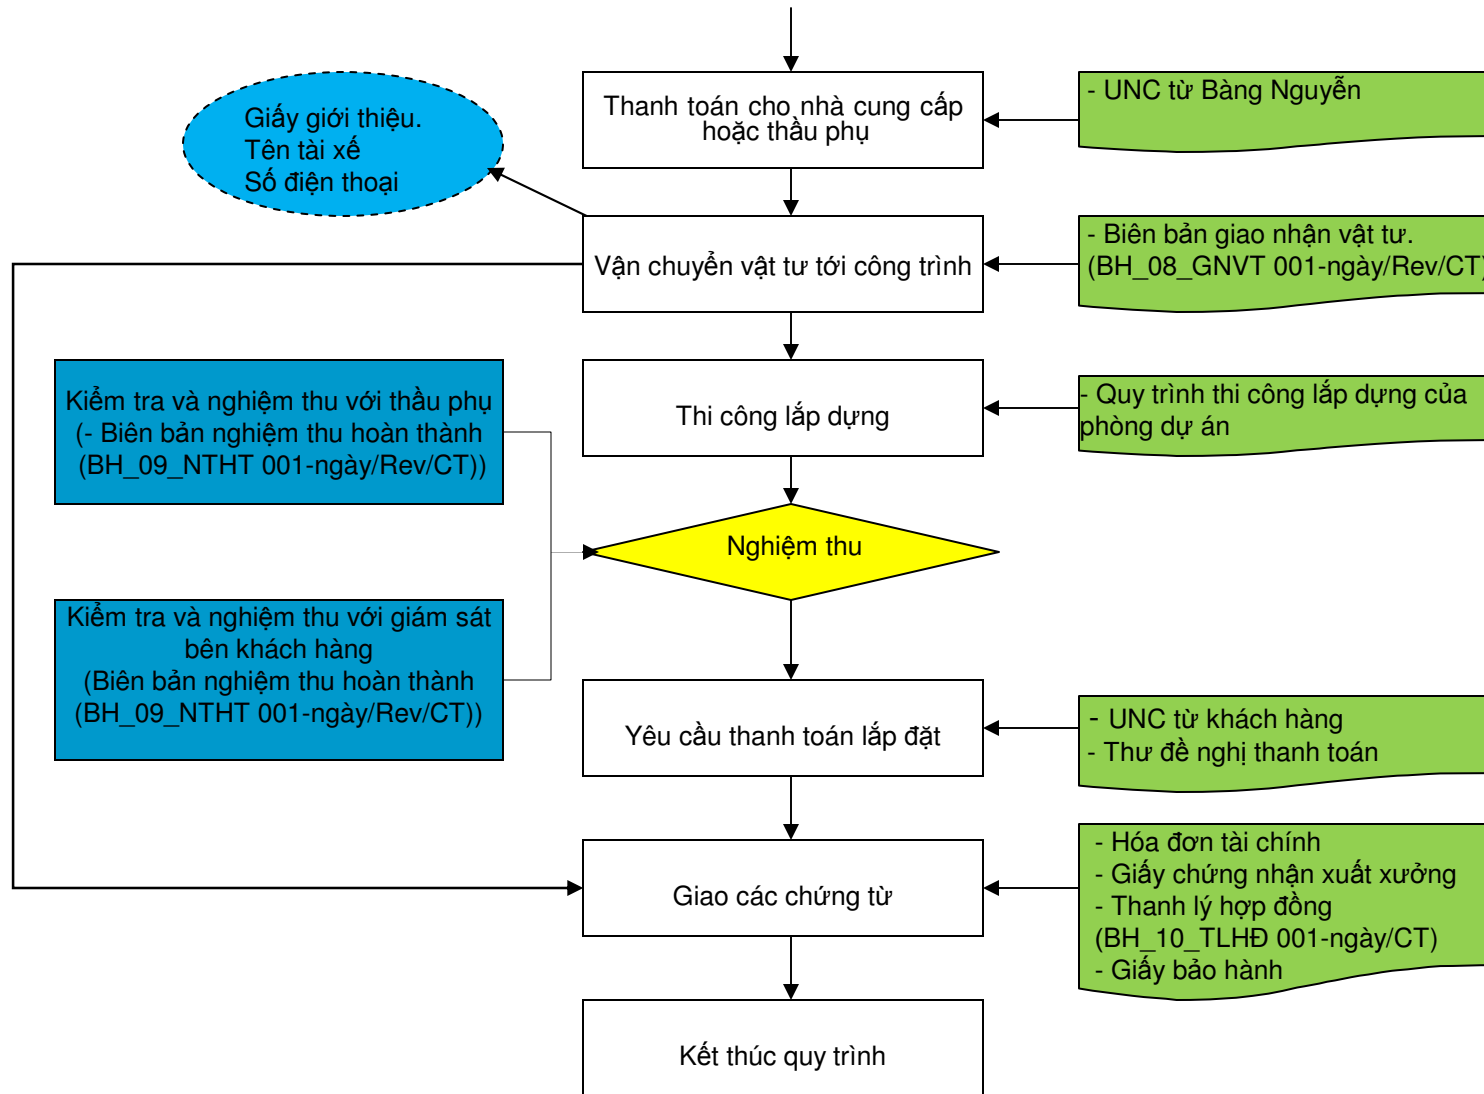 Thanh toán cho nhà cung cấp
hoặc thầu phụ
- UNC từ Bàng Nguyễn
Giấy giới thiệu.
Tên tài xế
Số điện thoại
Vận chuyển vật tư tới công trình
- Biên bản giao nhận vật tư.
(BH_08_GNVT 001-ngày/Rev/CT)
Kiểm tra và nghiệm thu với thầu phụ
(- Biên bản nghiệm thu hoàn thành
(BH_09_NTHT 001-ngày/Rev/CT))
Thi công lắp dựng
- Quy trình thi công lắp dựng của
phòng dự án
Nghiệm thu
Kiểm tra và nghiệm thu với giám sát
bên khách hàng
(Biên bản nghiệm thu hoàn thành
(BH_09_NTHT 001-ngày/Rev/CT))
Yêu cầu thanh toán lắp đặt
- UNC từ khách hàng
- Thư đề nghị thanh toán
Giao các chứng từ
- Hóa đơn tài chính
- Giấy chứng nhận xuất xưởng
- Thanh lý hợp đồng
(BH_10_TLHĐ 001-ngày/CT)
- Giấy bảo hành
Kết thúc quy trình